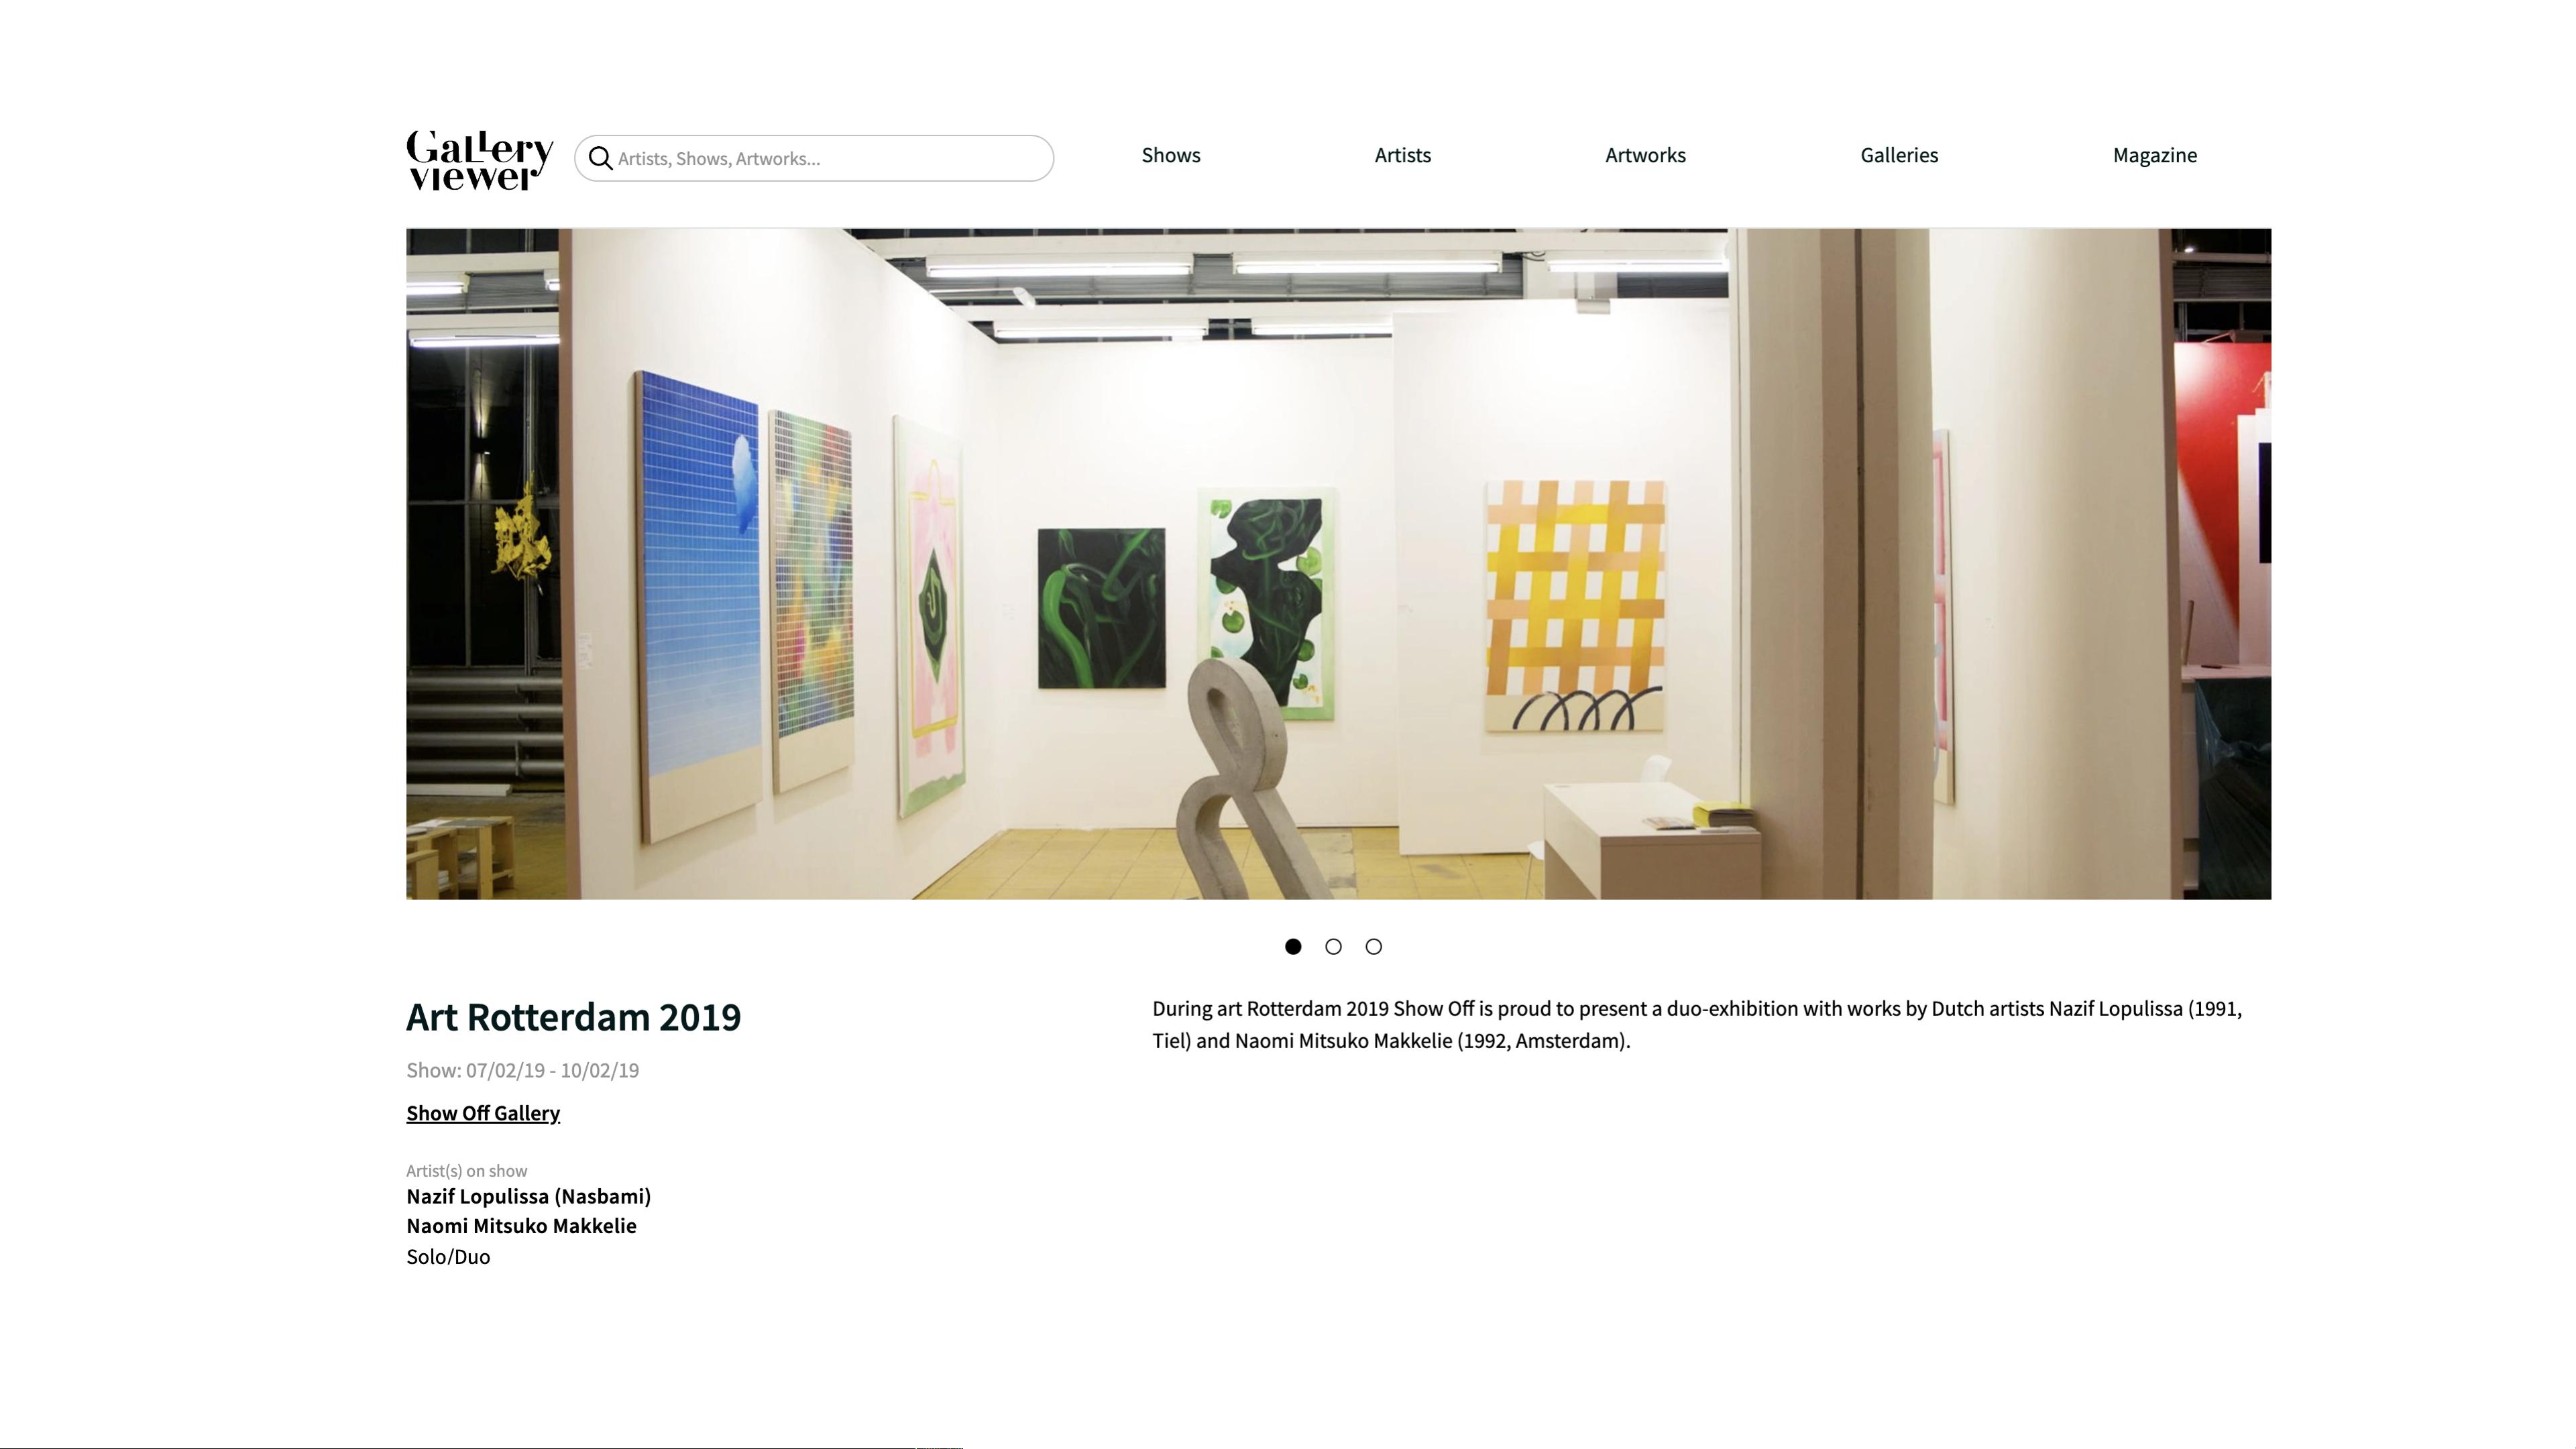 Gallery
viewer
Artists, Shows, Artworks...
Shows
Artists
Artworks
Galleries
Magazine
Art Rotterdam 2019
Show: 07/02/19 - 10/02/19
Show Off Gallery
Artist(s) on show
Nazif Lopulissa (Nasbami)
Naomi Mitsuko Makkelie
Solo/Duo
During art Rotterdam 2019 Show Off is proud to present a duo-exhibition with works by Dutch artists Nazif Lopulissa (1991,
Tiel) and Naomi Mitsuko Makkelie (1992, Amsterdam).